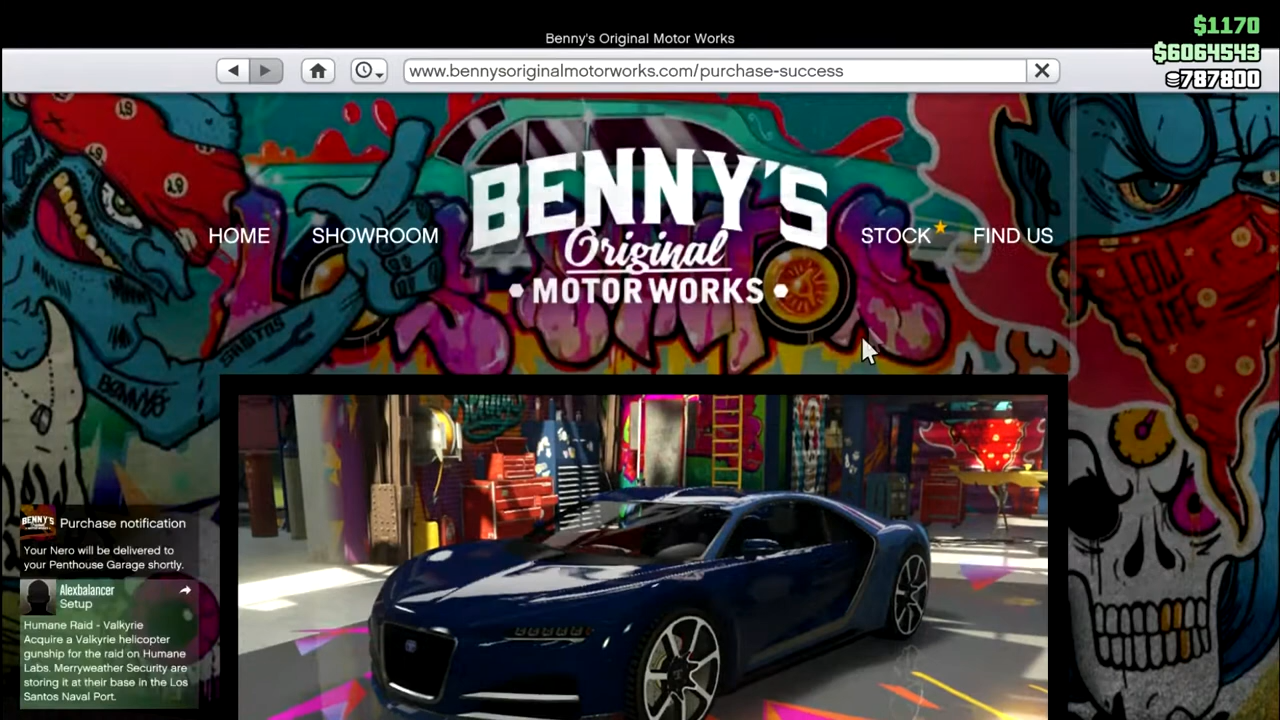 Benny's Original Motor Works
$1170
$6064543
787800
www.bennysoriginalmotorworks.com/purchase-success
HOME
SHOWROOM
BENNY'S
Original
MOTOR WORKS
STOCK
FIND US
LOW
LIFE
BENNY'S
Purchase notification
Your Nero will be delivered to
your Penthouse Garage shortly.
Alexbalancer
Setup
Humane Raid - Valkyrie
Acquire a Valkyrie helicopter
gunship for the raid on Humane
Labs. Merryweather Security are
storing it at their base in the Los
Santos Naval Port.